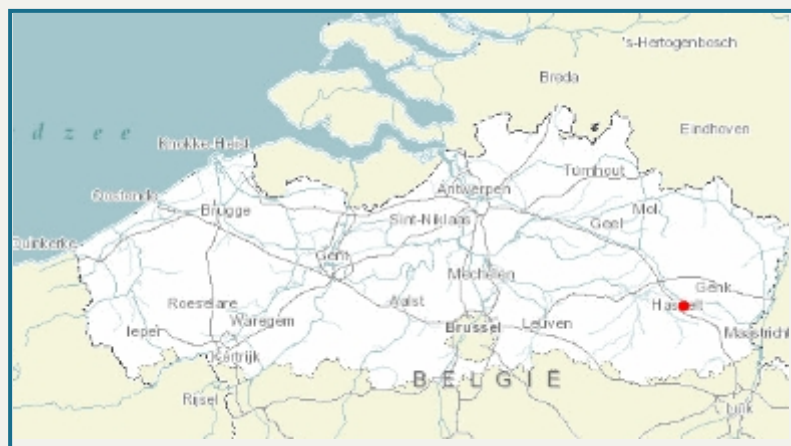 's-Hertogenbosch
Breda
d z e e
Eindhoven
Knokke-Heist
Turnhout
Antwerpen
Oostende
Mol
Brugge
Sint-Niklaas
Geel
Duinkerke
Gent
Mechelen
Genk
Roeselare
Aalst
Hasselt
Waregem
Ieper
Brussel
Leuven
Maastricht
Kortrijk
BELGIË
Rijsel
Luik